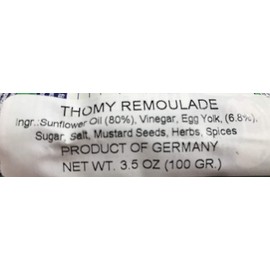 THOMY REMOULADE
Ingr.:Sunflower Oil (80%), Vinegar, Egg Yolk, (6.8%),
Sugar, Salt, Mustard Seeds, Herbs, Spices
PRODUCT OF GERMANY
NET WT. 3.5 OZ (100 GR.)